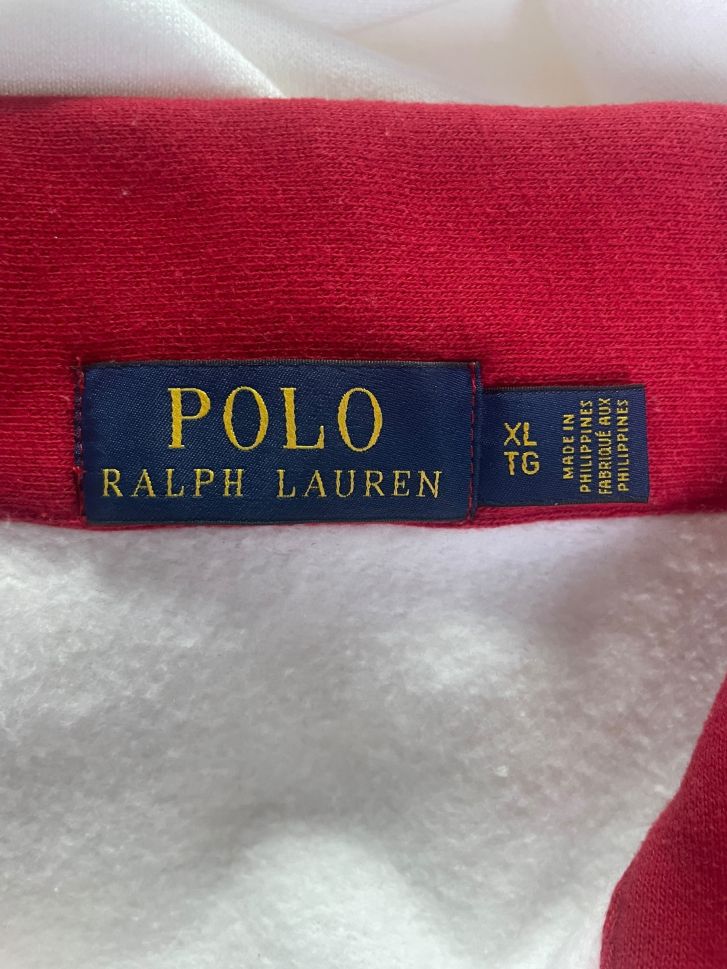 POLO
RALPH LAUREN
XL
TG
MADE IN
PHILIPPINES
FABRIQUÉ AUX
PHILIPPINES